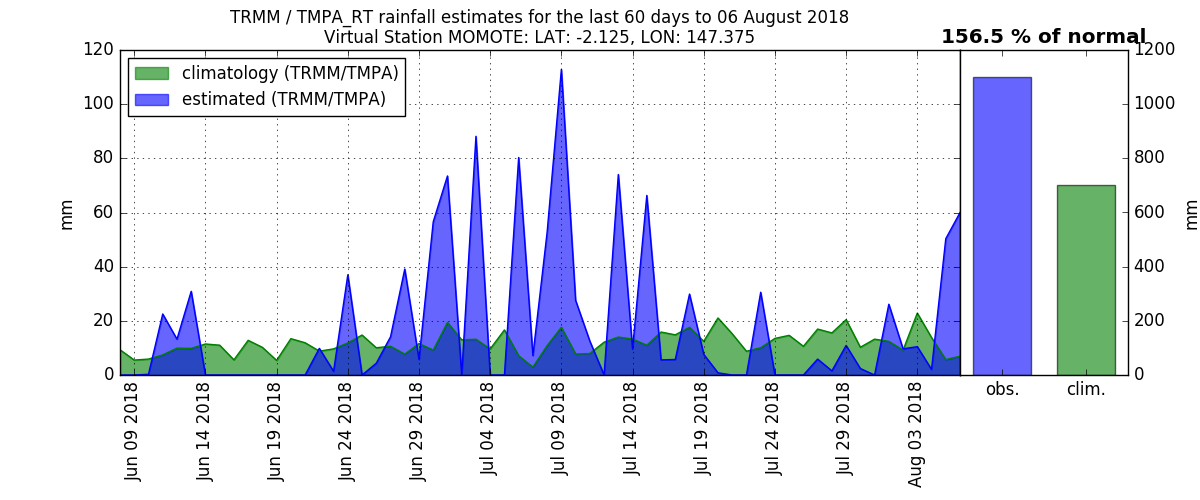 TRMM / TMPA_RT rainfall estimates for the last 60 days to 06 August 2018
Virtual Station MOMOTE: LAT: -2.125, LON: 147.375
156.5 % of normal
climatology (TRMM/TMPA)
estimated (TRMM/TMPA)
mm
120
100
80
60
40
20
0
Jun 09 2018
Jun 14 2018
Jun 19 2018
Jun 24 2018
Jun 29 2018
Jul 04 2018
Jul 09 2018
Jul 14 2018
Jul 19 2018
Jul 24 2018
Jul 29 2018
Aug 03 2018
1200
1000
800
600
400
200
0
mm
obs.
clim.